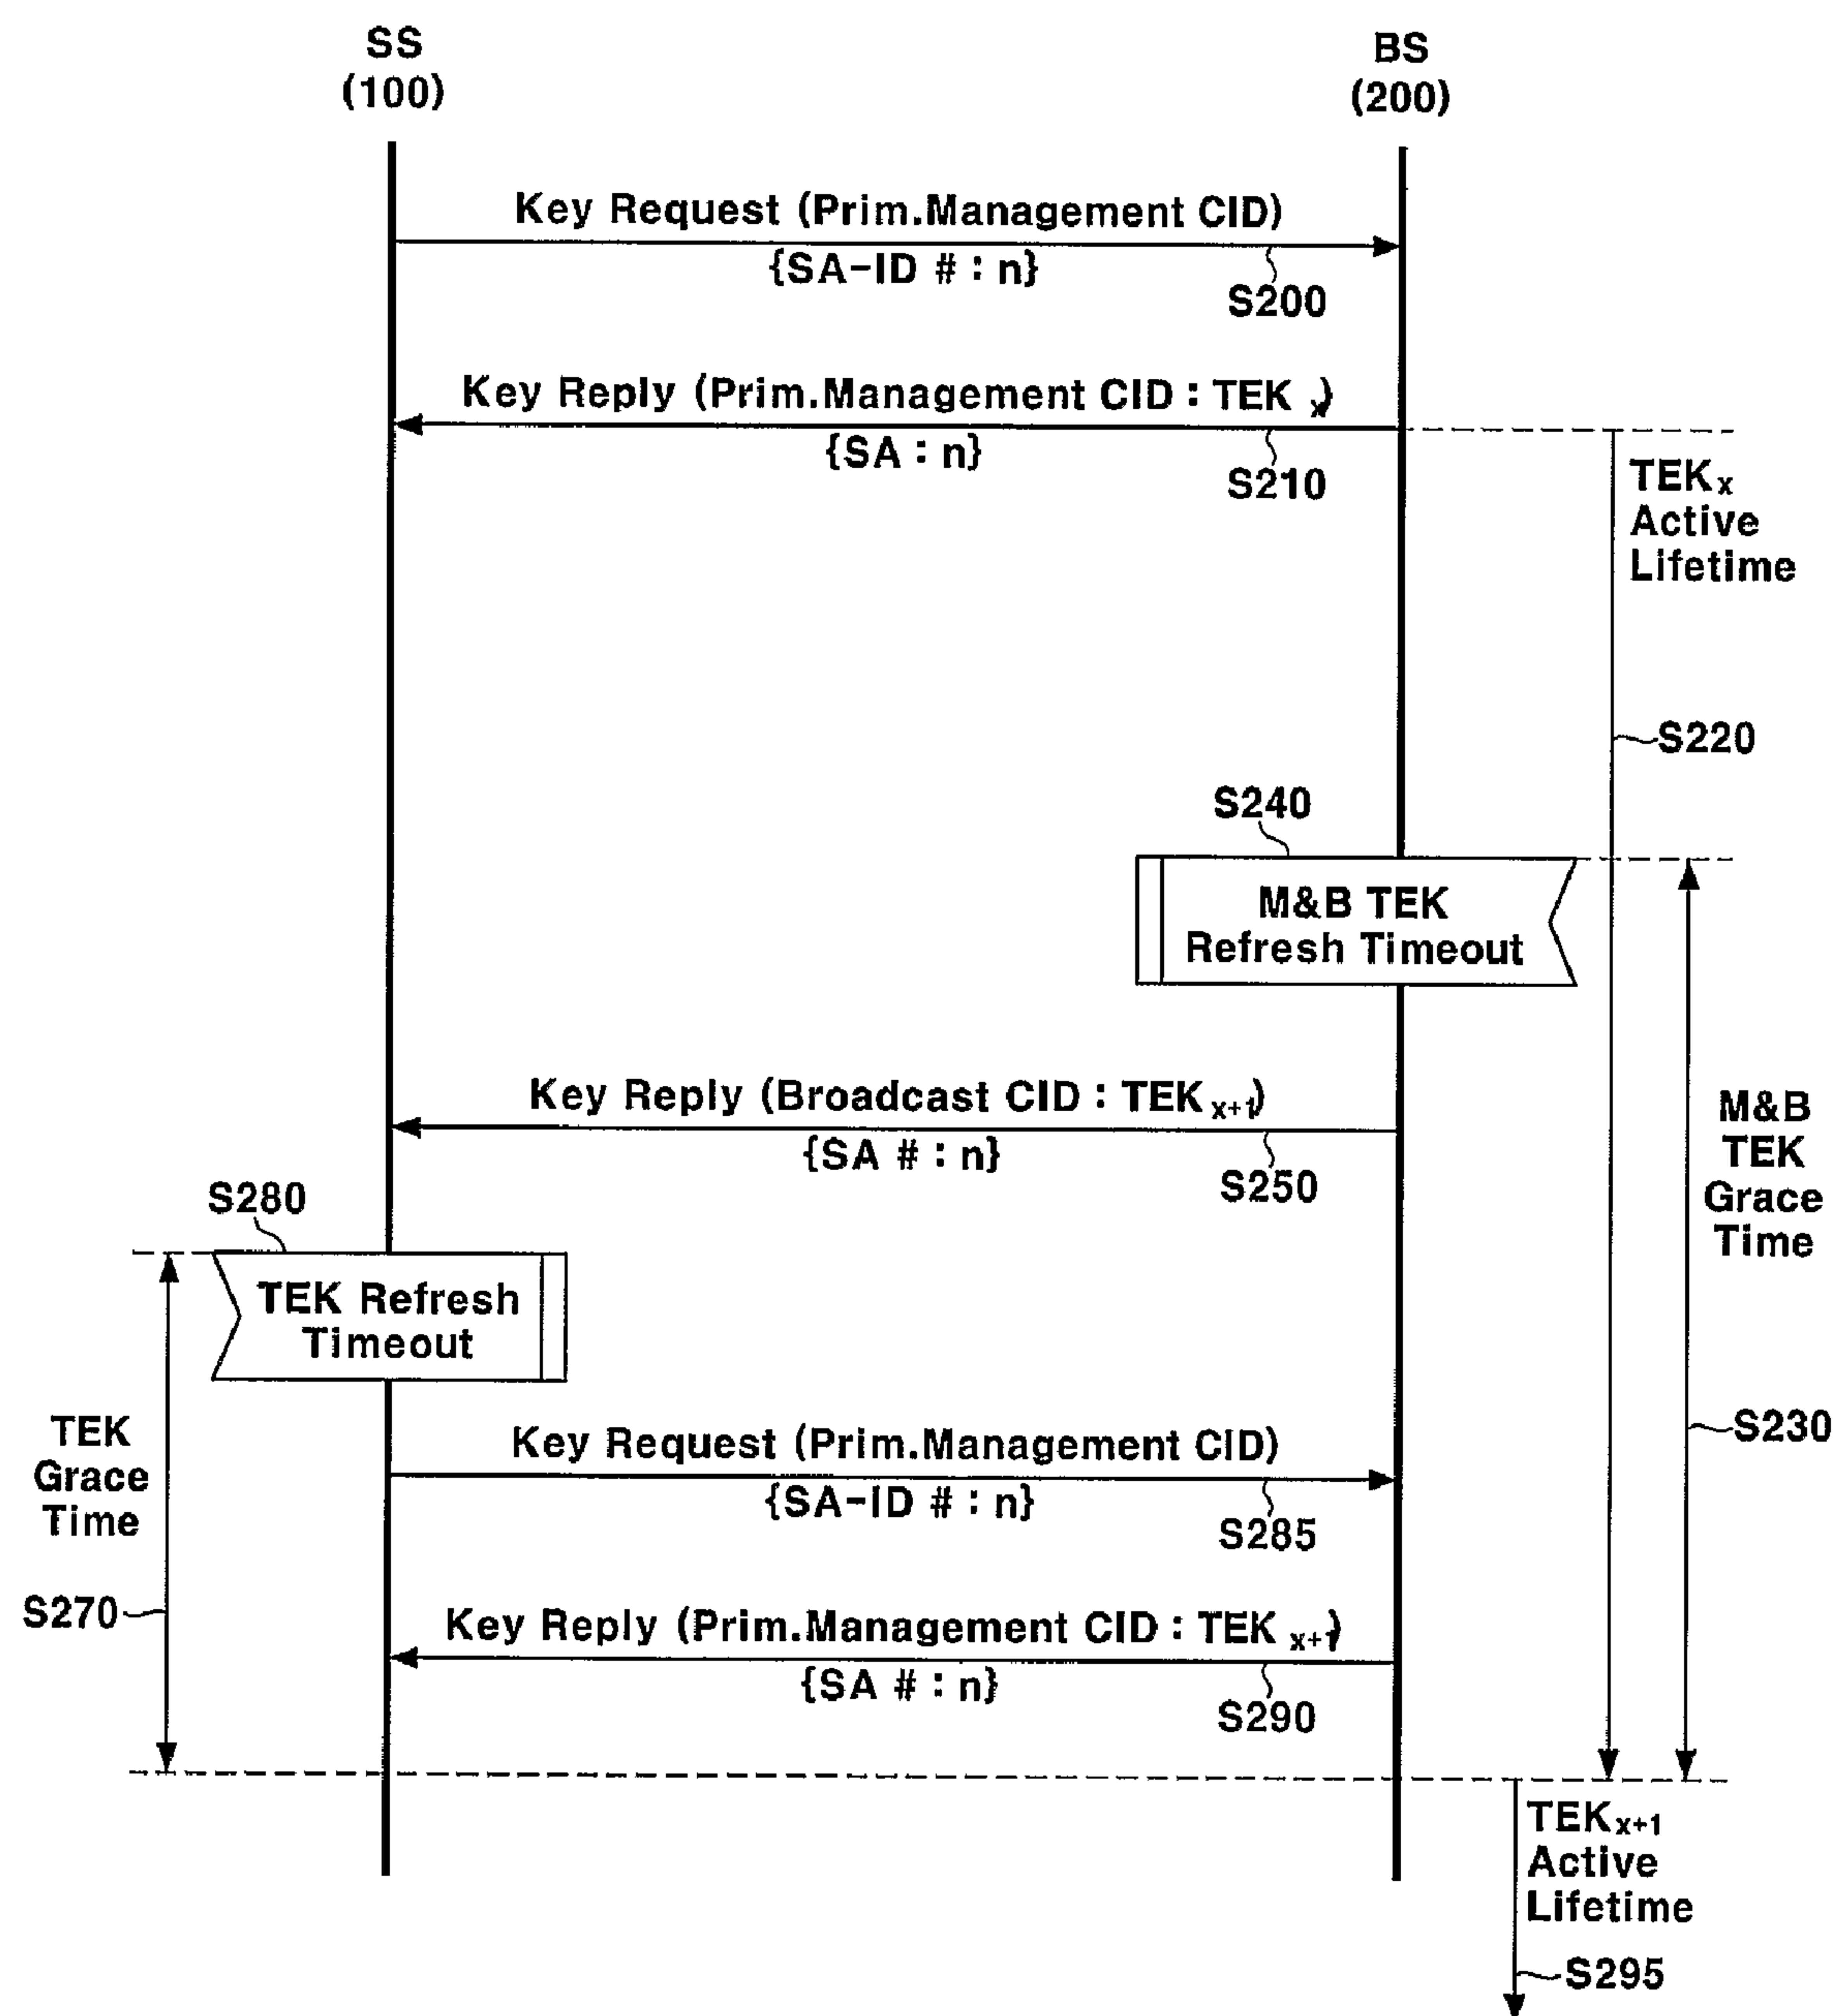 SS
(100)
BS
(200)
Key Request (Prim.Management CID)
{SA-ID # : n}
S200
Key Reply (Prim.Management CID : TEK x)
{SA : n}
S210
TEKx
Active
Lifetime
S220
S240
M&B TEK
Refresh Timeout
Key Reply (Broadcast CID : TEK x+1)
{SA # : n}
S250
M&B
TEK
Grace
Time
S280
TEK Refresh
Timeout
TEK
Grace
Time
Key Request (Prim.Management CID)
{SA-ID # : n}
S285
S230
S270
Key Reply (Prim.Management CID : TEK x+1)
{SA # : n}
S290
TEKx+1
Active
Lifetime
S295